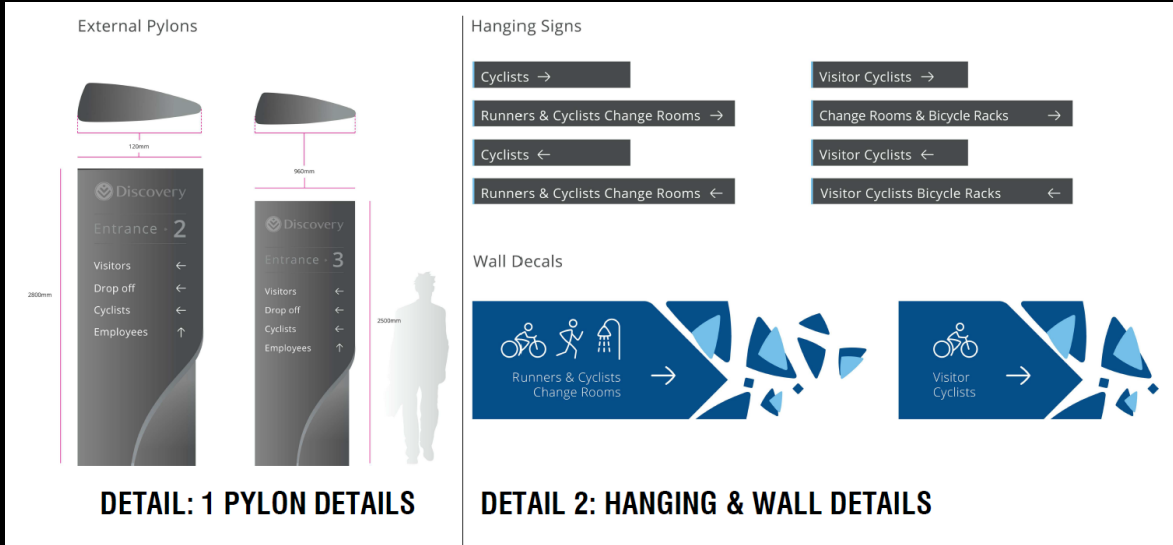 External Pylons
120mm
960mm
2800mm
Discovery
Entrance · 2
Visitors ←
Drop off ←
Cyclists ←
Employees ↑
2500mm
Discovery
Entrance · 3
Visitors ←
Drop off ←
Cyclists ←
Employees ↑
DETAIL: 1 PYLON DETAILS
Hanging Signs
Cyclists →
Runners & Cyclists Change Rooms →
Cyclists ←
Runners & Cyclists Change Rooms ←
Visitor Cyclists →
Change Rooms & Bicycle Racks →
Visitor Cyclists ←
Visitor Cyclists Bicycle Racks ←
Wall Decals
Runners & Cyclists
Change Rooms →
Visitor
Cyclists →
DETAIL 2: HANGING & WALL DETAILS